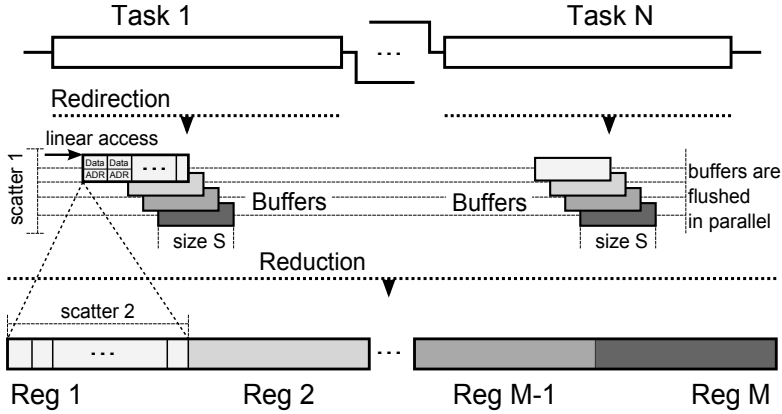 Task 1
Task N
...
Redirection
linear access
scatter 1
Data Data
ADR ADR
...
Buffers
Buffers
buffers are
flushed
in parallel
size S
size S
Reduction
scatter 2
...
...
Reg 1
Reg 2
Reg M-1
Reg M